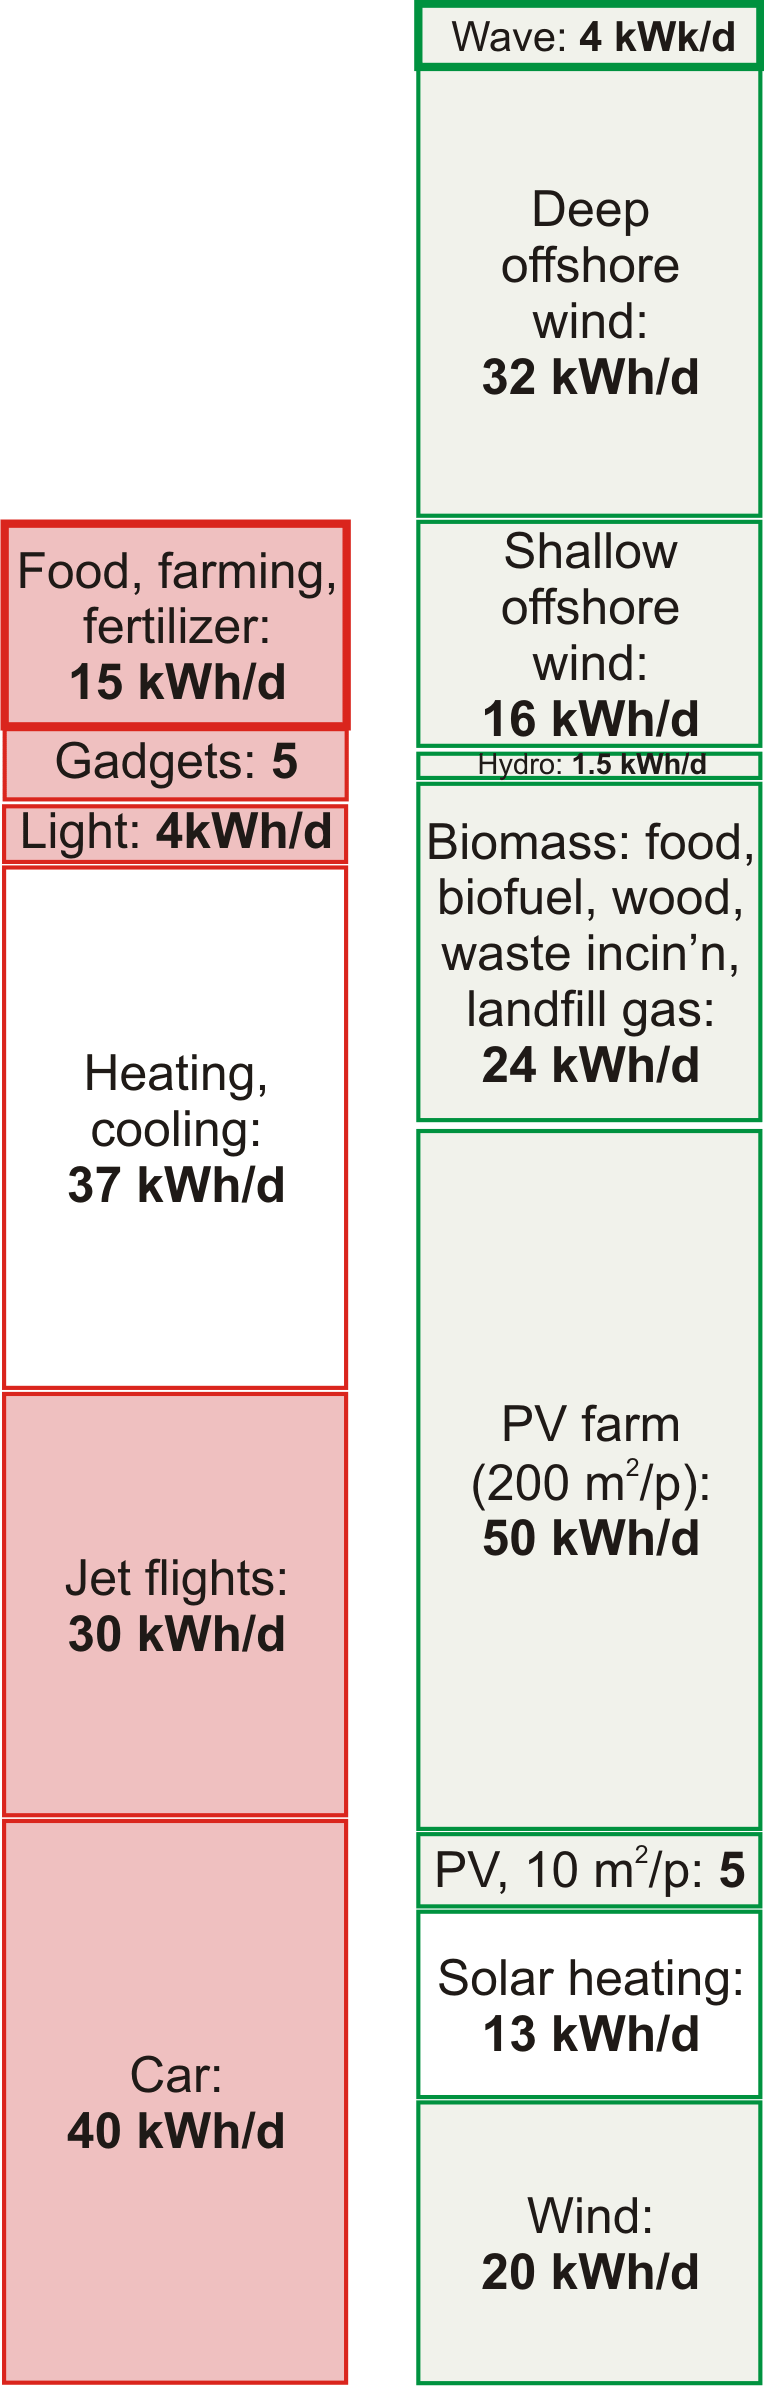 Food, farming,
fertilizer:
15 kWh/d
Gadgets: 5
Light: 4kWh/d
Heating,
cooling:
37 kWh/d
Jet flights:
30 kWh/d
Car:
40 kWh/d
Wave: 4 kWk/d
Deep
offshore
wind:
32 kWh/d
Shallow
offshore
wind:
16 kWh/d
Hydro: 1.5 kWh/d
Biomass: food,
biofuel, wood,
waste incin’n,
landfill gas:
24 kWh/d
PV farm
(200 m²/p):
50 kWh/d
PV, 10 m²/p: 5
Solar heating:
13 kWh/d
Wind:
20 kWh/d